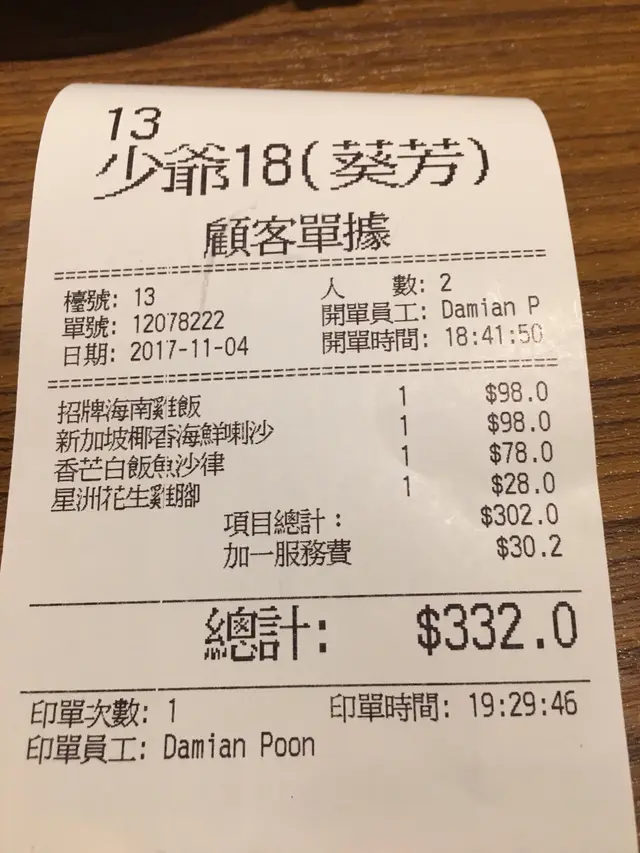 13
少爺18(葵芳)
顧客單據
檯號: 13 人 數: 2
單號: 12078222 開單員工: Damian P
日期: 2017-11-04 開單時間: 18:41:50
招牌海南雞飯 1 $98.0
新加坡椰香海鮮喇沙 1 $98.0
香芒白飯魚沙律 1 $78.0
星洲花生雞腳 1 $28.0
項目總計: $302.0
加一服務費 $30.2
總計: $332.0
印單次數: 1 印單時間: 19:29:46
印單員工: Damian Poon